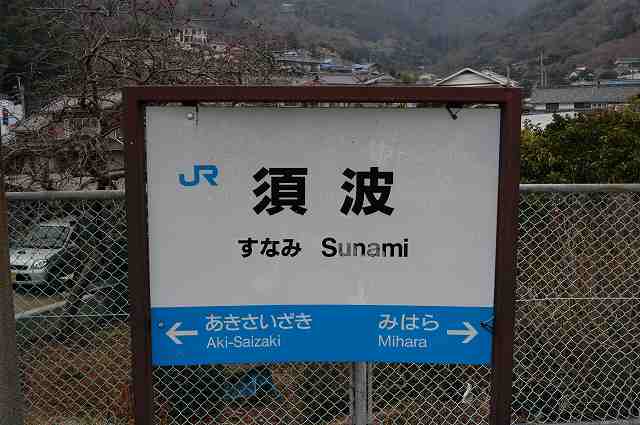 JR 須波
すなみ Sunami
← あきさいざき みはら →
Aki-Saizaki Mihara